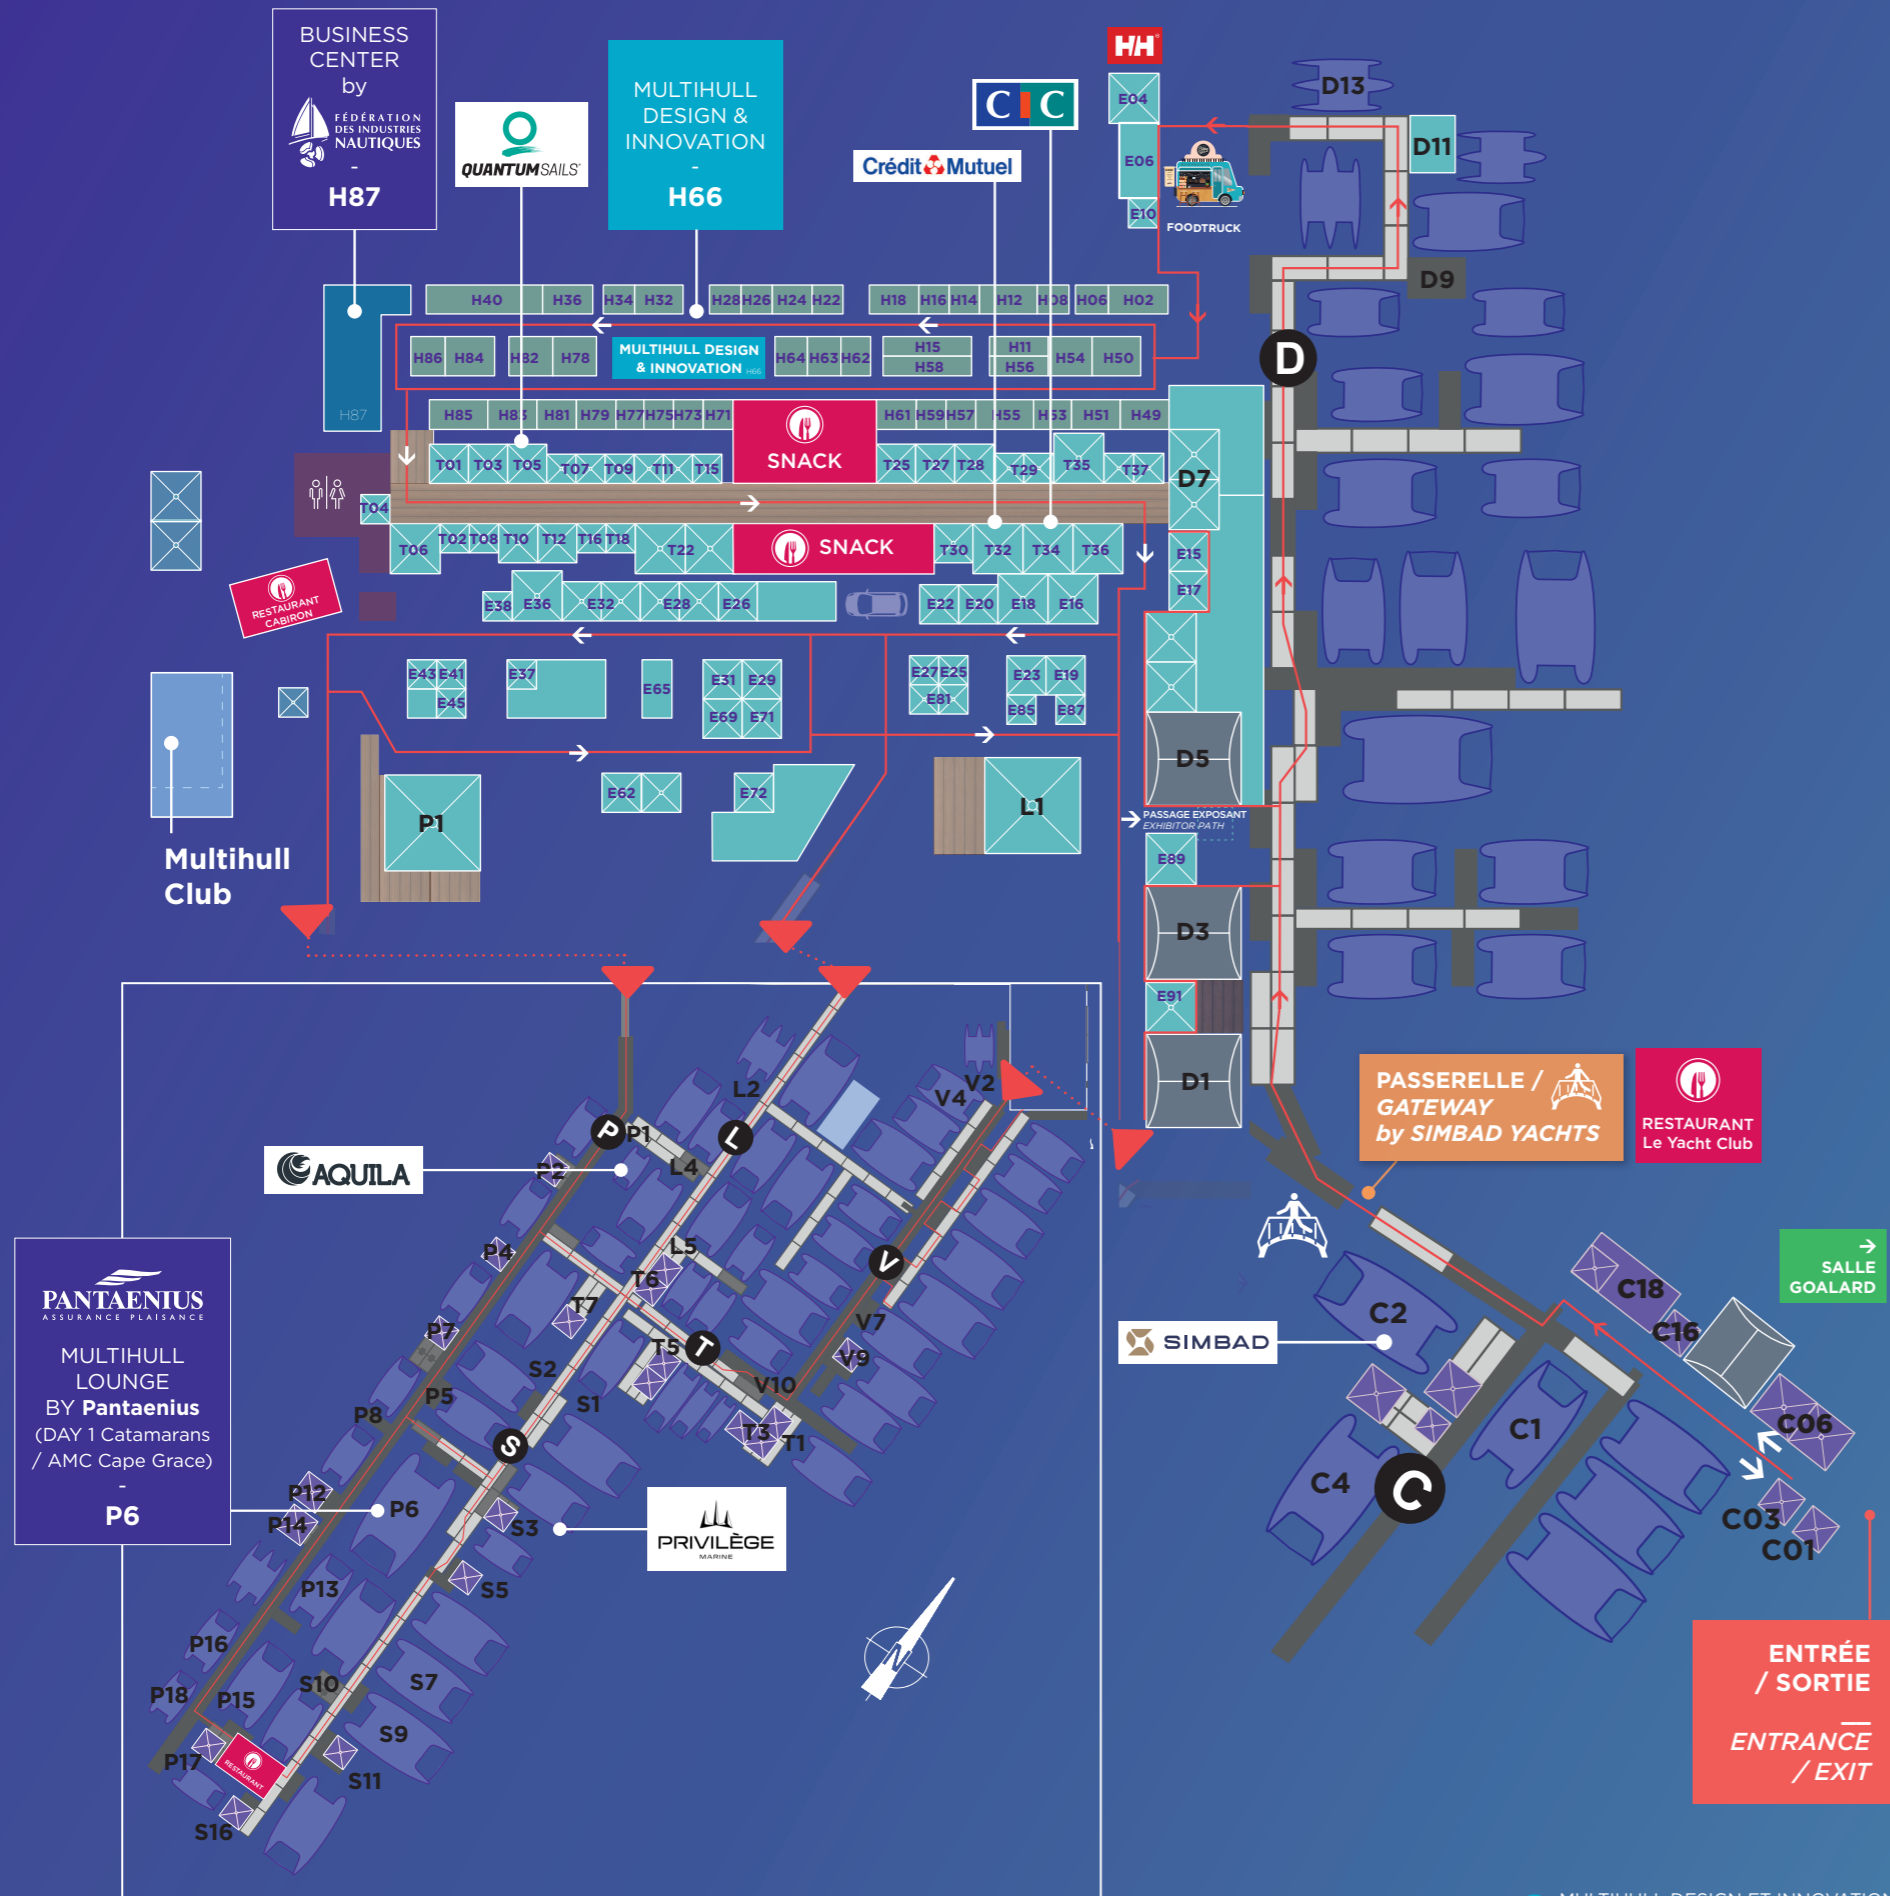 BUSINESS
CENTER
by
FÉDÉRATION
DES INDUSTRIES
NAUTIQUES
-
H87
QUANTUMSAILS
MULTIHULL
DESIGN &
INNOVATION
-
H66
CIC
Crédit Mutuel
HH
E04
E06
E10
FOODTRUCK
D13
D11
D9
D
H40
H36
H34
H32
H28
H26
H24
H22
H18
H16
H14
H12
H08
H06
H02
H86
H84
H82
H78
MULTIHULL DESIGN
& INNOVATION H66
H64
H63
H62
H15
H58
H11
H56
H54
H50
H87
H85
H83
H81
H79
H77
H75
H73
H71
SNACK
H61
H59
H57
H55
H53
H51
H49
T01
T03
T05
T07
T09
T11
T15
T25
T27
T28
T29
T35
T37
D7
T04
T06
T02
T08
T10
T12
T16
T18
T22
SNACK
T30
T32
T34
T36
E15
E17
RESTAURANT
CABIRON
E38
E36
E32
E28
E26
E22
E20
E18
E16
E43
E41
E45
E37
E65
E31
E29
E69
E71
E27
E25
E81
E23
E19
E85
E87
D5
P1
E62
E72
L1
PASSAGE EXPOSANT
EXHIBITOR PATH
E89
D3
E91
D1
Multihull
Club
PASSERELLE /
GATEWAY
by SIMBAD YACHTS
RESTAURANT
Le Yacht Club
SALLE
GOALARD
AQUILA
P
P1
P2
L2
L
L4
L5
V4
V2
V
P4
T6
T7
P7
T5
T
V7
V9
V10
S2
S1
P5
P8
S
T3
T1
PANTAENIUS
ASSURANCE PLAISANCE
MULTIHULL
LOUNGE
BY Pantaenius
(DAY 1 Catamarans
/ AMC Cape Grace)
-
P6
P12
P14
P6
S3
S5
PRIVILÈGE
MARINE
P13
P16
P18
P15
P17
S10
S7
S9
S11
S16
RESTAURANT
N
SIMBAD
C2
C18
C16
C1
C4
C
C06
C03
C01
ENTRÉE
/ SORTIE
ENTRANCE
/ EXIT
MULTIHULL DESIGN ET INNOVATION